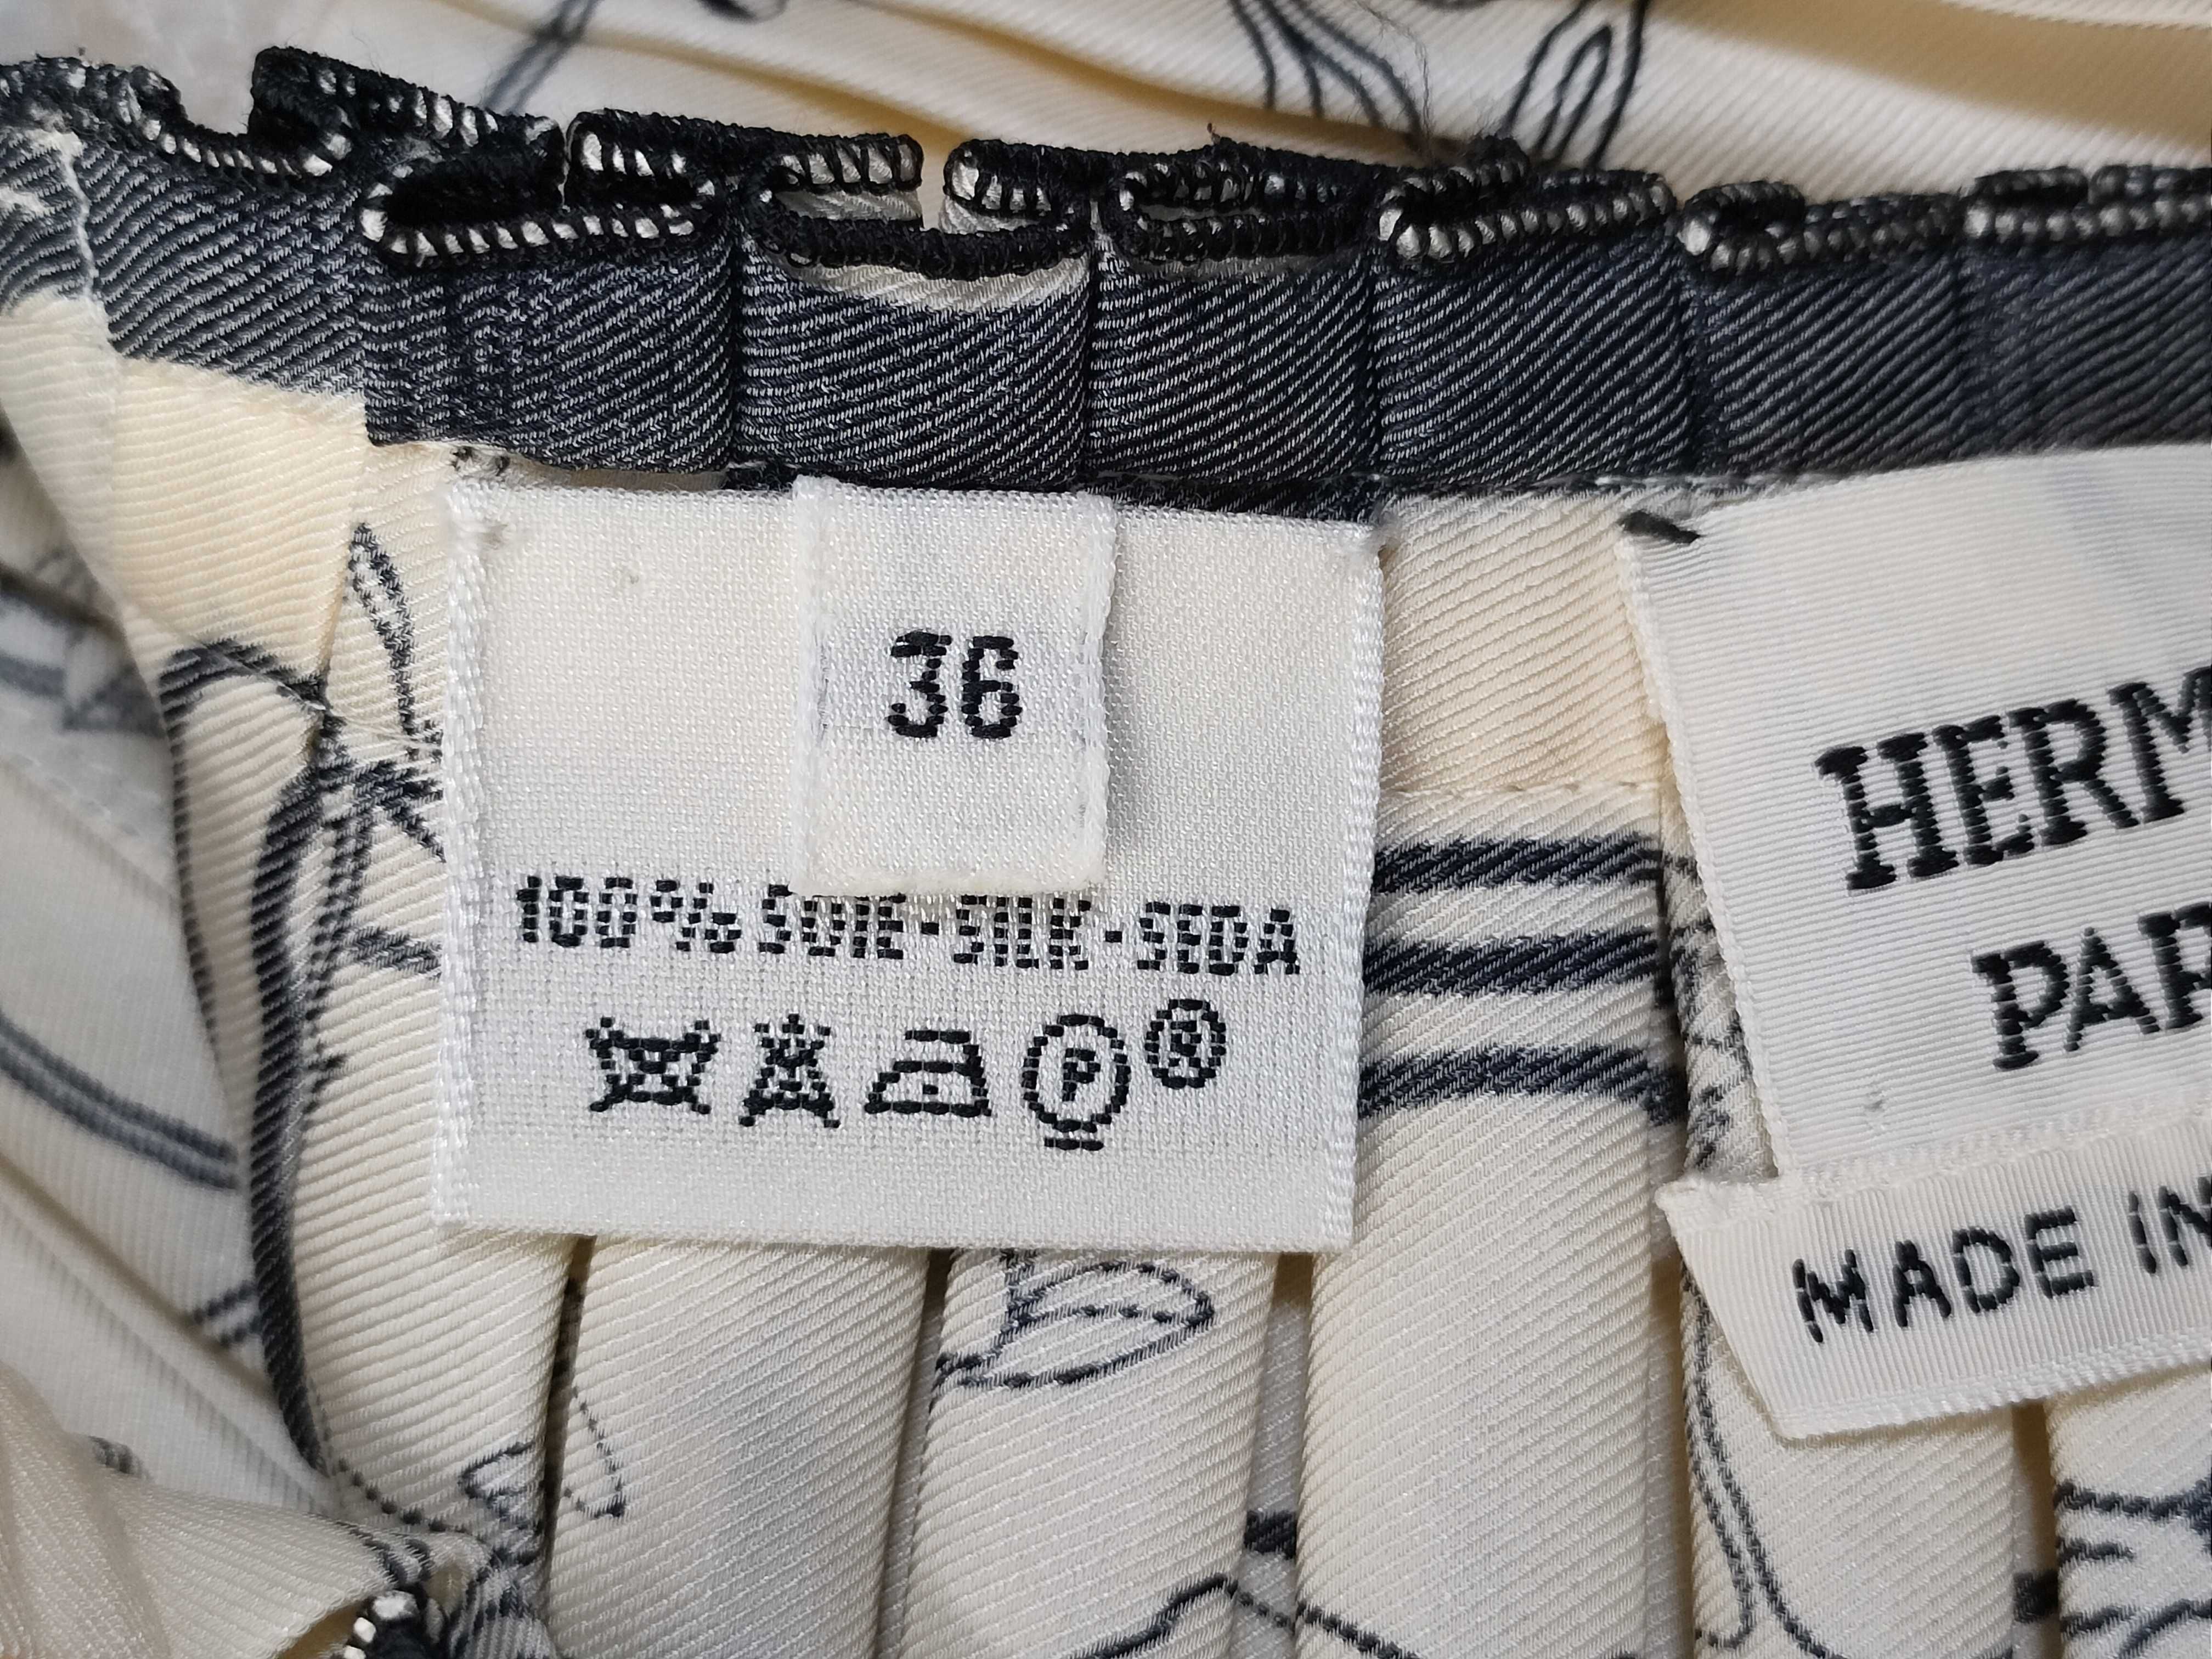 36
100% SOIE·SILK·SEDA
P R
HERM
PAR
MADE IN